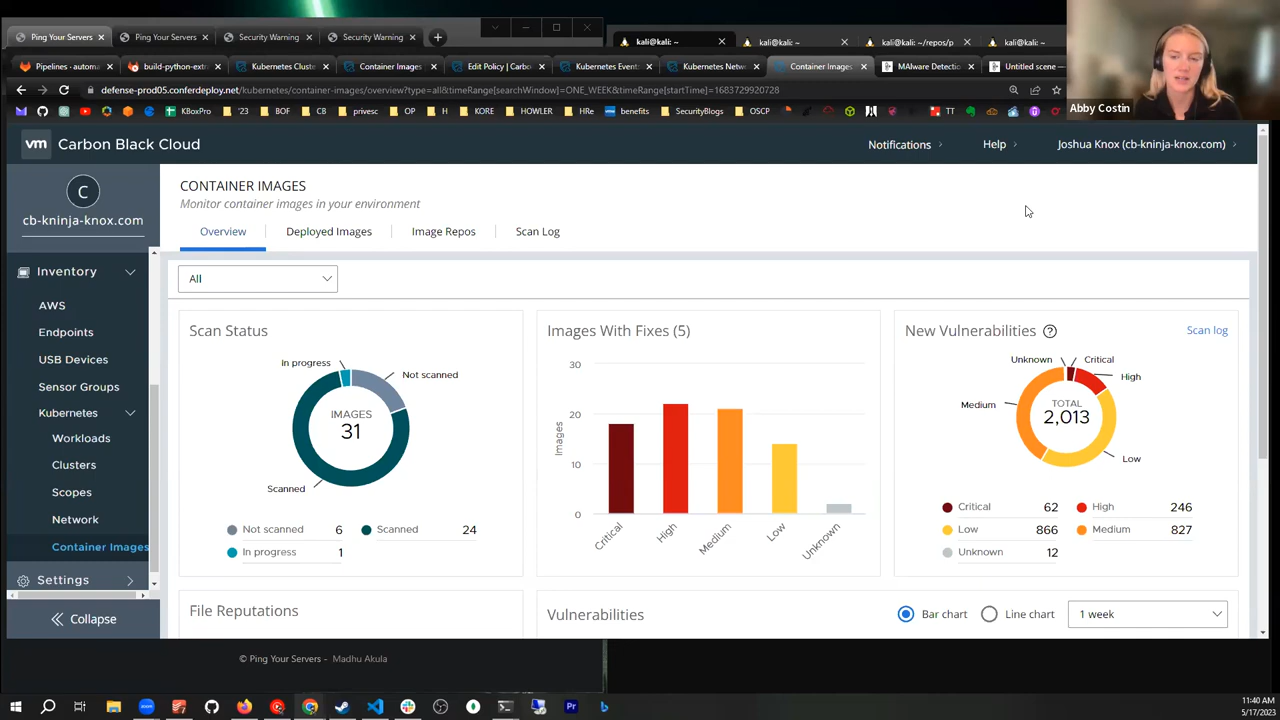 Ping Your Servers
Ping Your Servers
Security Warning
Security Warning
kali@kali: ~
kali@kali: ~
kali@kali: ~/repos/p
kali@kali: ~
Pipelines · autom
build-python-ext
Kubernetes Cluste
Container Images
Edit Policy | Carbo
Kubernetes Event
Kubernetes Netw
Container Images
MAlware Detectio
Untitled scene —
defense-prod05.conferdeploy.net/kubernetes/container-images/overview?type=all&timeRange[searchWindow]=ONE_WEEK&timeRange[startTime]=1683729920728
KBxoPro
'23
BOF
CB
privesc
OP
H
KORE
HOWLER
HRe
benefits
SecurityBlogs
OSCP
TT
Abby Costin
vm
Carbon Black Cloud
Notifications
Help
Joshua Knox (cb-kninja-knox.com)
C
cb-kninja-knox.com
Inventory
AWS
Endpoints
USB Devices
Sensor Groups
Kubernetes
Workloads
Clusters
Scopes
Network
Container Images
Settings
Collapse
CONTAINER IMAGES
Monitor container images in your environment
Overview
Deployed Images
Image Repos
Scan Log
All
Scan Status
In progress
Not scanned
IMAGES
31
Scanned
Not scanned 6
Scanned 24
In progress 1
Images With Fixes (5)
30
20
10
0
Images
Critical
High
Medium
Low
Unknown
New Vulnerabilities
Scan log
Unknown
Critical
High
Medium
TOTAL
2,013
Low
Critical 62
High 246
Low 866
Medium 827
Unknown 12
File Reputations
Vulnerabilities
Bar chart
Line chart
1 week
© Ping Your Servers - Madhu Akula
11:40 AM
5/17/2023